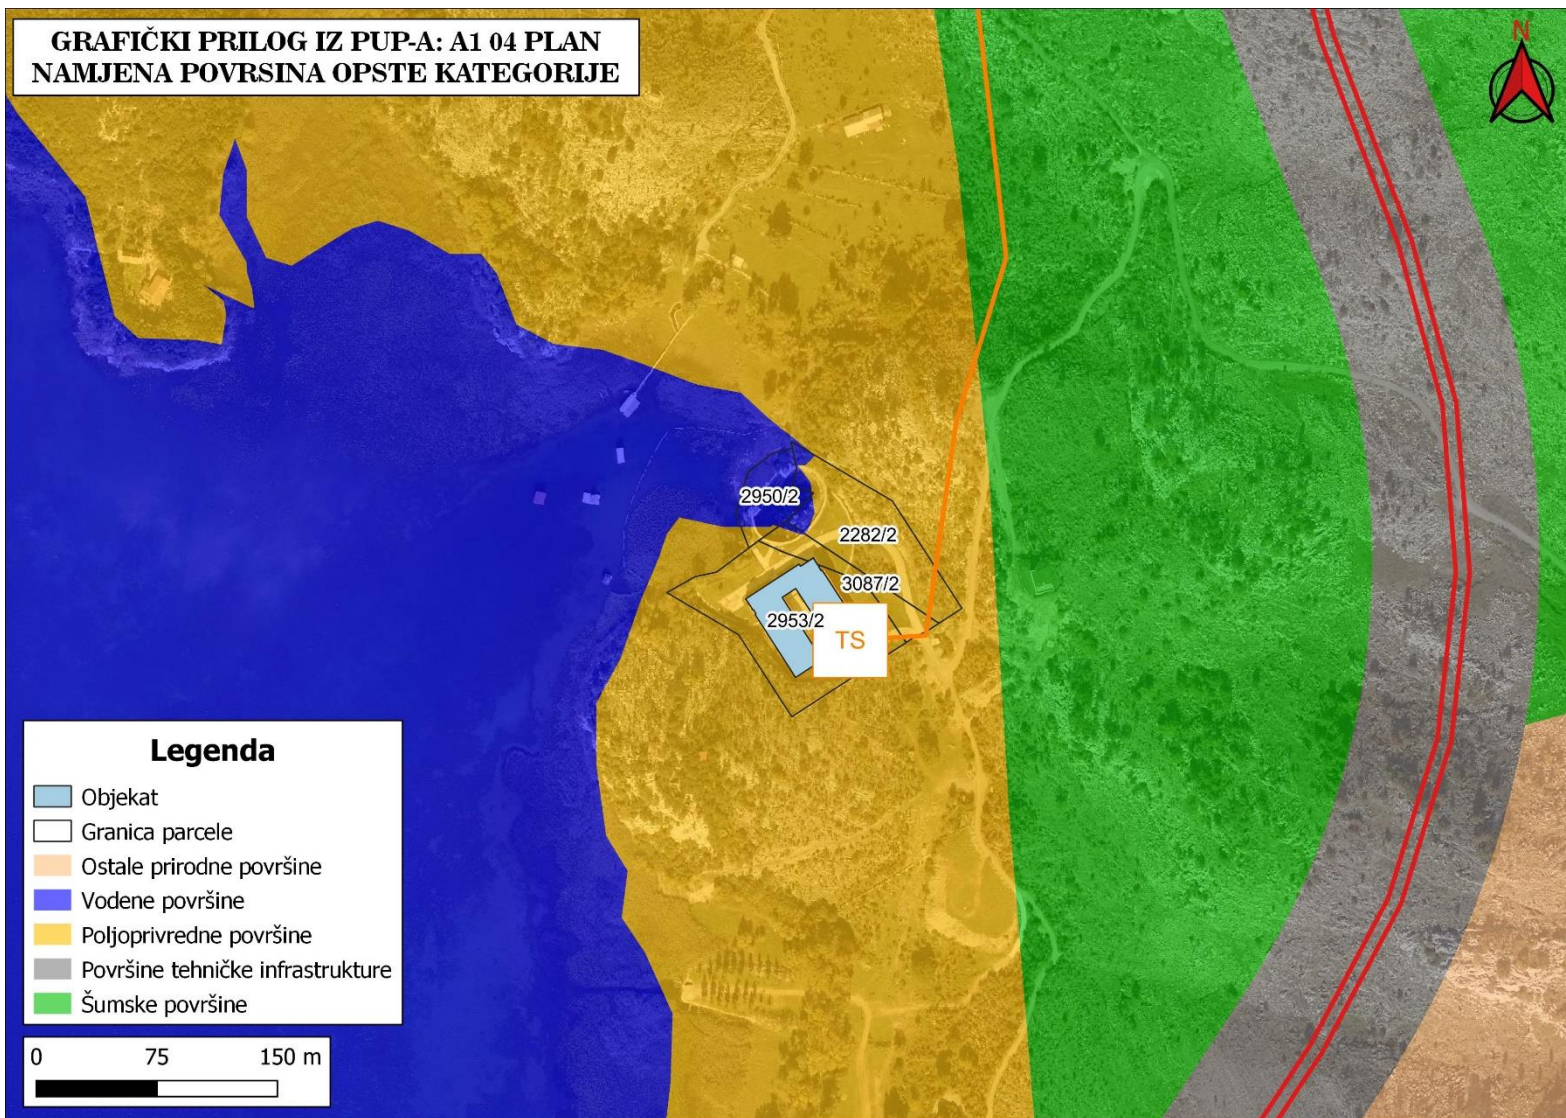 GRAFIČKI PRILOG IZ PUP-A: A1 04 PLAN
NAMJENA POVRSINA OPSTE KATEGORIJE
N
2950/2
2282/2
3087/2
2953/2
TS
Legenda
Objekat
Granica parcele
Ostale prirodne površine
Vodene površine
Poljoprivredne površine
Površine tehničke infrastrukture
Šumske površine
0 75 150 m